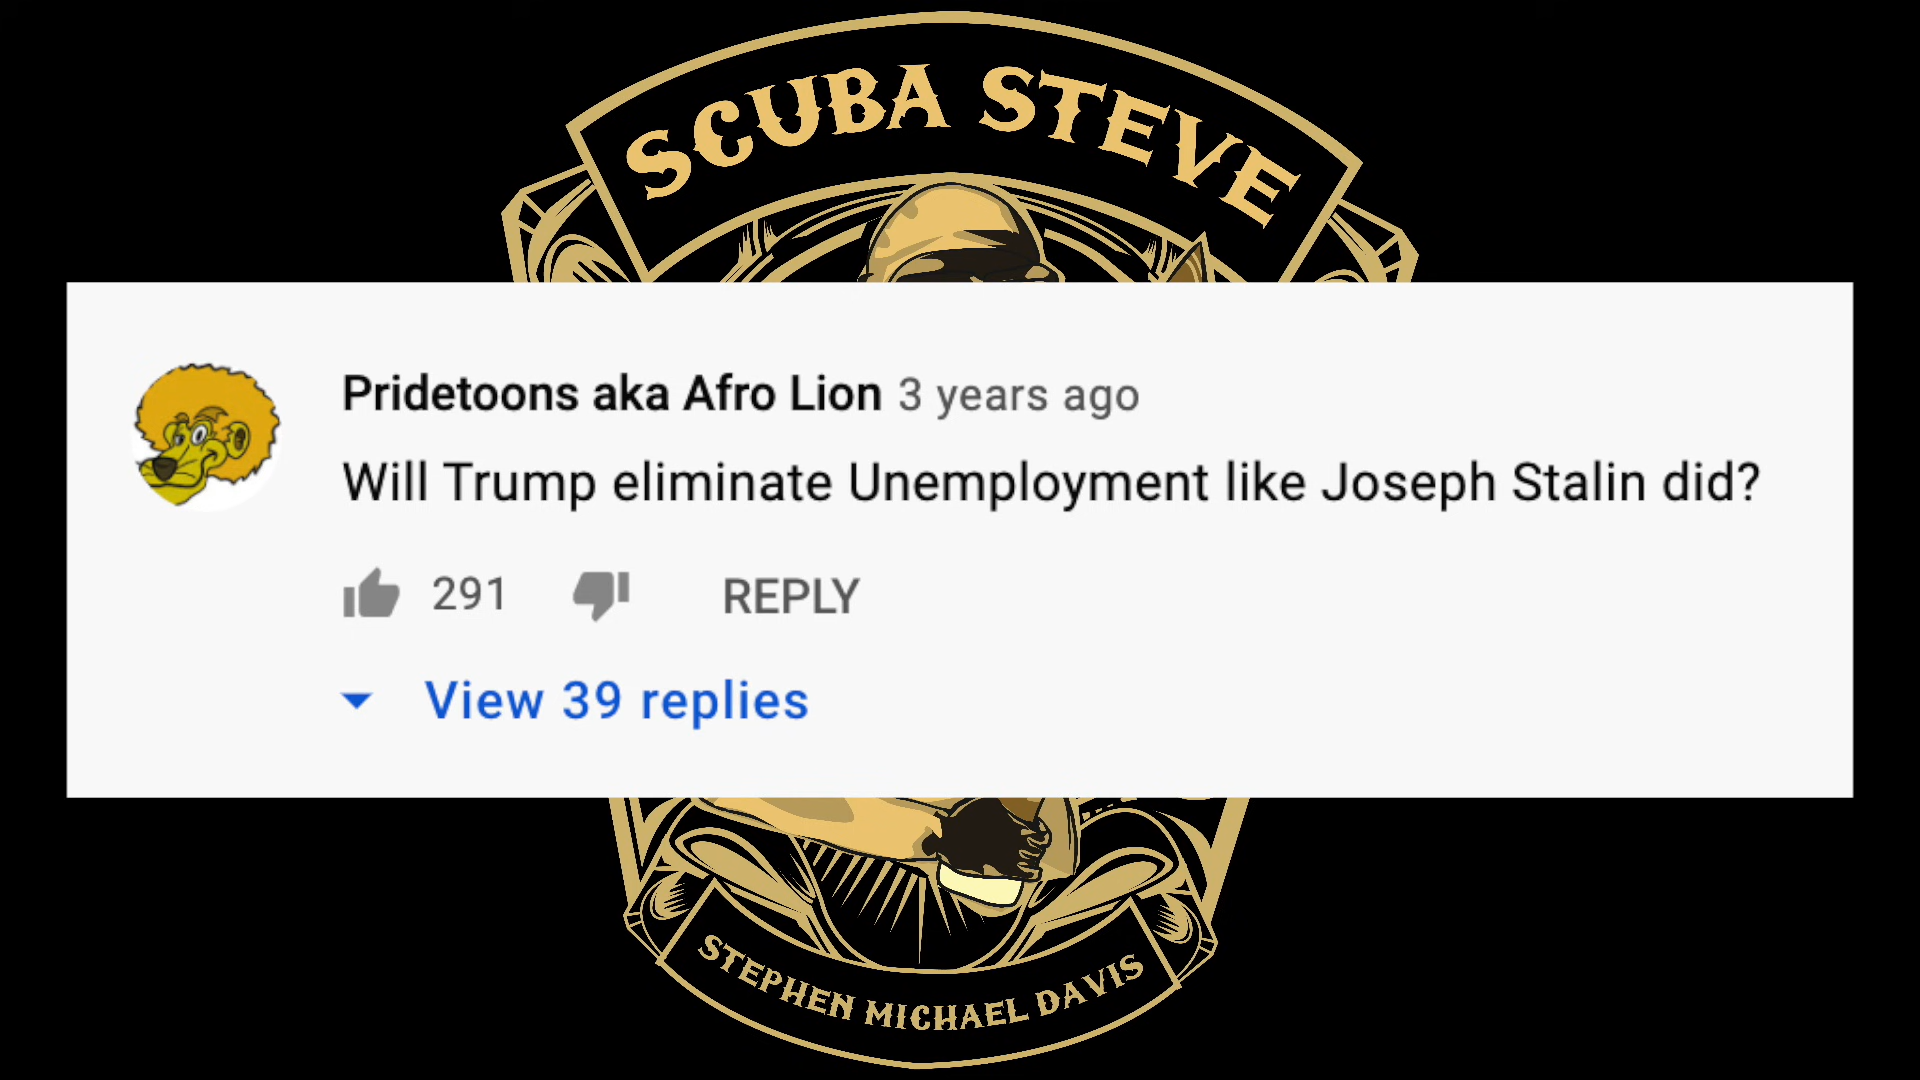 SCUBA STEVE
Pridetoons aka Afro Lion 3 years ago
Will Trump eliminate Unemployment like Joseph Stalin did?
291 REPLY
View 39 replies
STEPHEN MICHAEL DAVIS